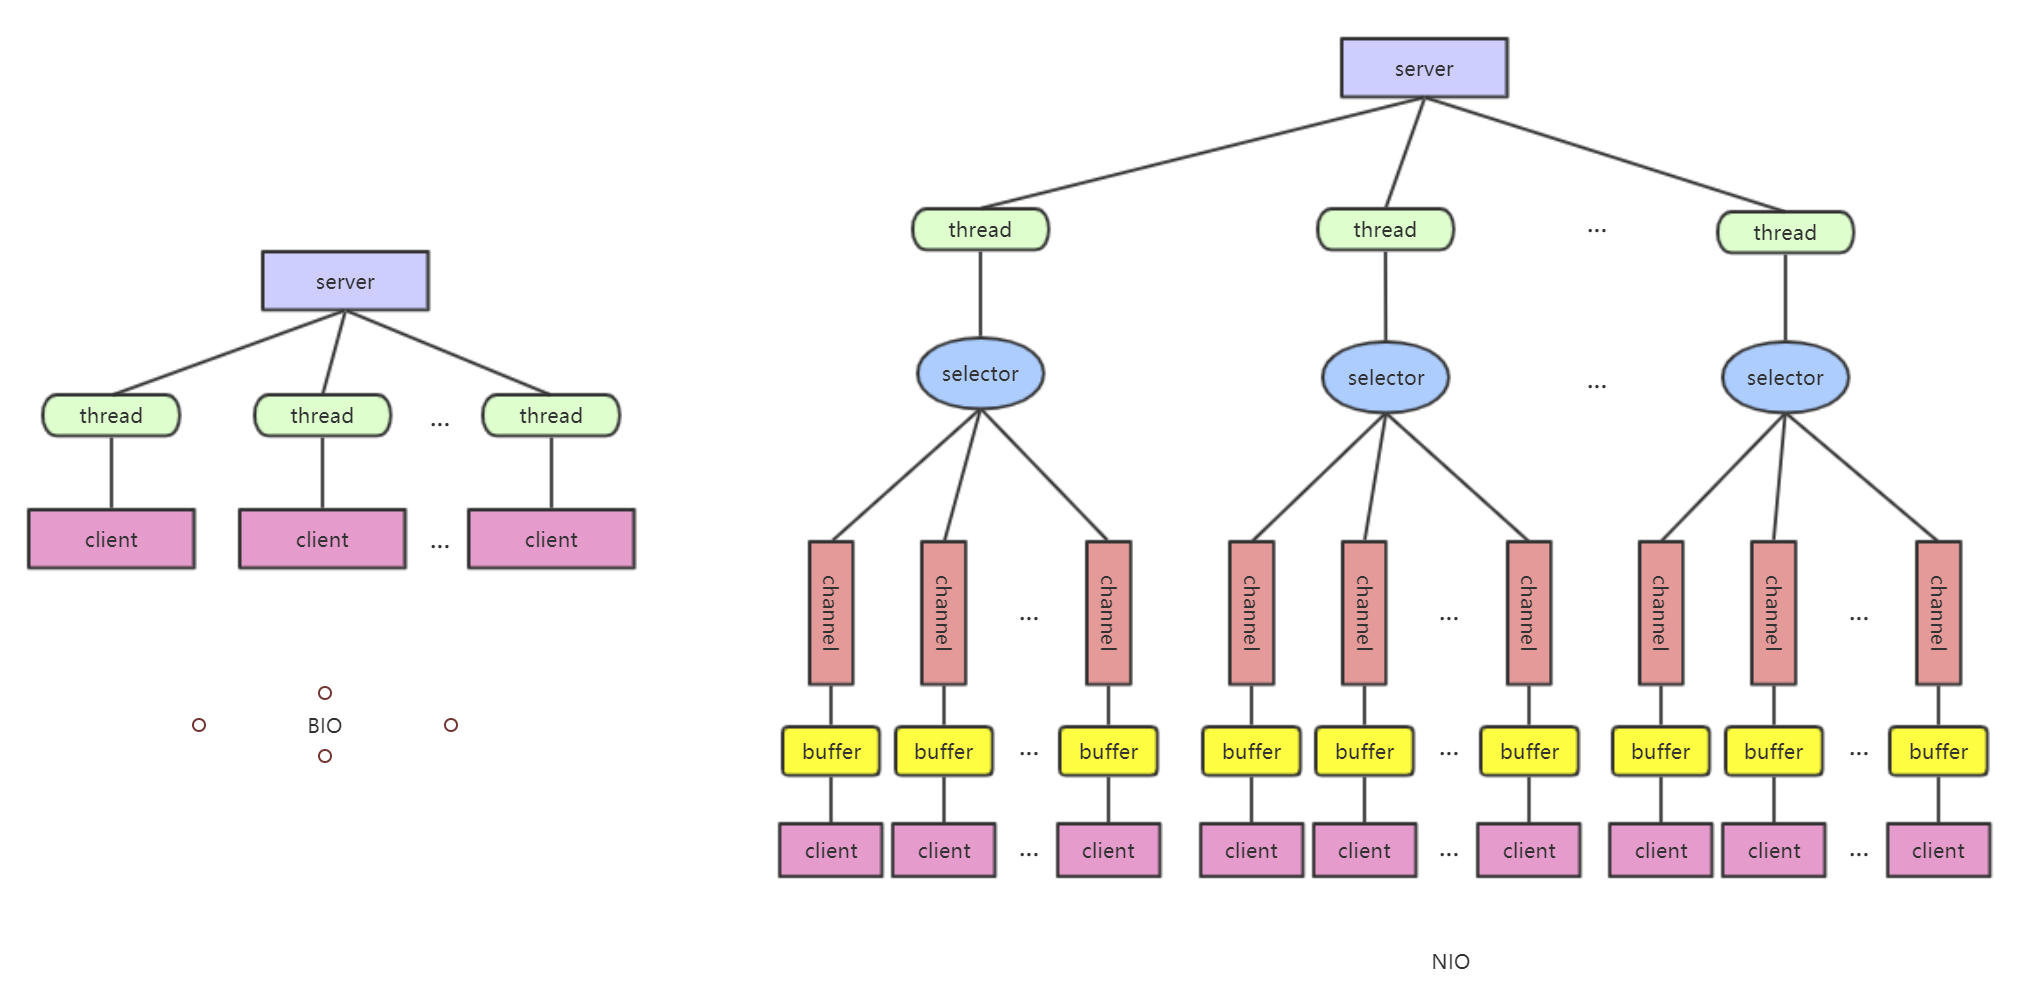 server
thread thread ... thread
client client ... client
BIO
server
thread thread ... thread
selector selector ... selector
channel channel ... channel channel channel ... channel channel channel ... channel
buffer buffer ... buffer buffer buffer ... buffer buffer buffer ... buffer
client client ... client client client ... client client client ... client
NIO